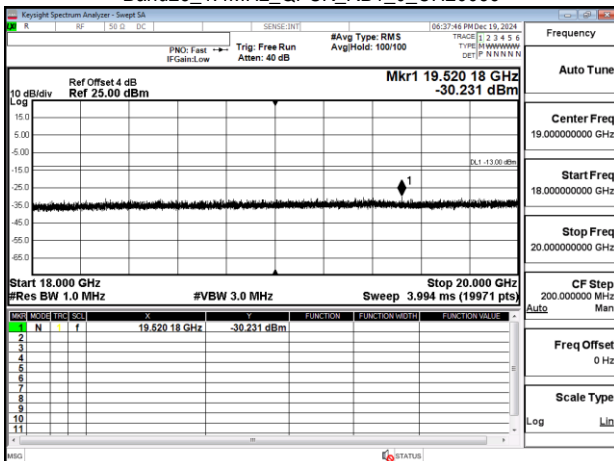 Keysight Spectrum Analyzer - Swept SA
R RF 50 Ω DC SENSE:INT 06:37:46 PM Dec 19, 2024
#Avg Type: RMS TRACE 1 2 3 4 5 6
PNO: Fast Trig: Free Run Avg|Hold: 100/100 TYPE M WWWWW
IFGain:Low Atten: 40 dB DET P N N N N N
Frequency
Auto Tune
Ref Offset 4 dB Mkr1 19.520 18 GHz
10 dB/div Ref 25.00 dBm -30.231 dBm
Log
15.0
5.00
-5.00
DL1 -13.00 dBm
-15.0
1
-25.0
-35.0
-45.0
-55.0
-65.0
Start 18.000 GHz Stop 20.000 GHz
#Res BW 1.0 MHz #VBW 3.0 MHz Sweep 3.994 ms (19971 pts)
Center Freq
19.000000000 GHz
Start Freq
18.000000000 GHz
Stop Freq
20.000000000 GHz
CF Step
200.000000 MHz
Auto Man
Freq Offset
0 Hz
Scale Type
Log Lin
MKR MODE TRC SCL X Y FUNCTION FUNCTION WIDTH FUNCTION VALUE
1 N 1 f 19.520 18 GHz -30.231 dBm
2
3
4
5
6
7
8
9
10
11
MSG STATUS